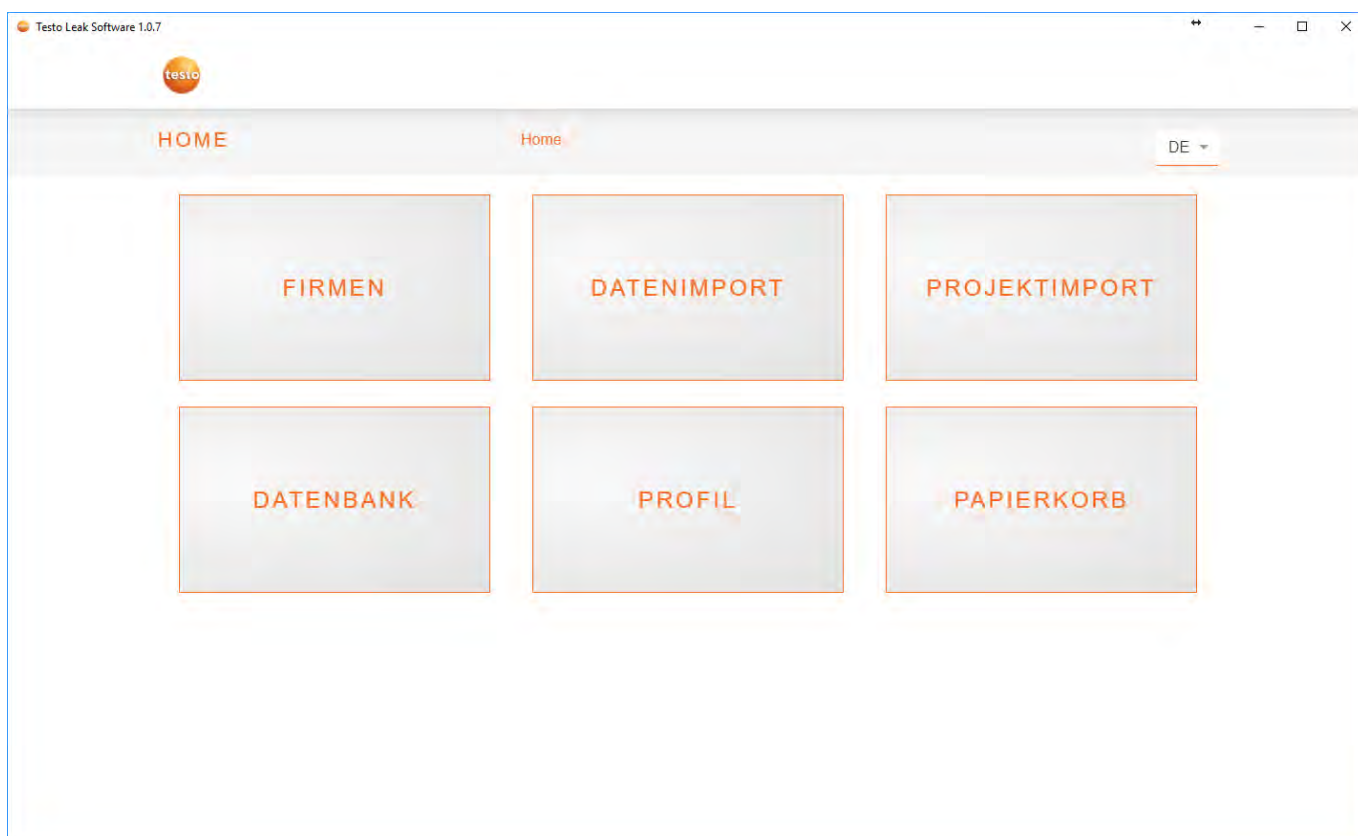 Testo Leak Software 1.0.7
testo
HOME Home DE
FIRMEN DATENIMPORT PROJEKTIMPORT
DATENBANK PROFIL PAPIERKORB